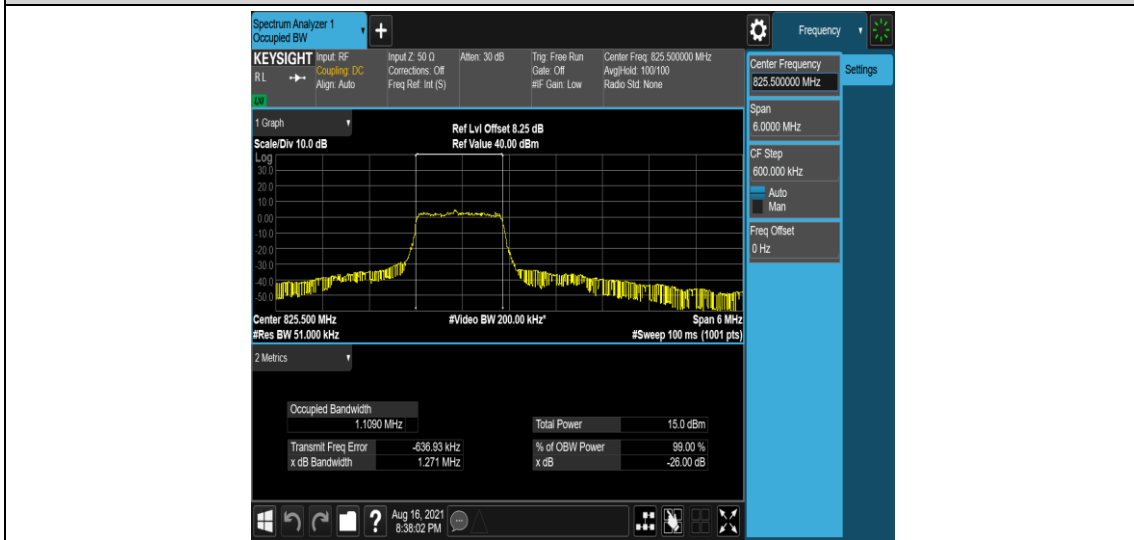 Spectrum Analyzer 1
Occupied BW
+
Frequency
KEYSIGHT
RL
Input: RF
Coupling: DC
Align: Auto
Input Z: 50 Ω
Corrections: Off
Freq Ref: Int (S)
Atten: 30 dB
Trig: Free Run
Gate: Off
#IF Gain: Low
Center Freq: 825.500000 MHz
Avg|Hold: 100/100
Radio Std: None
1 Graph
Scale/Div 10.0 dB
Ref Lvl Offset 8.25 dB
Ref Value 40.00 dBm
Log
30.0
20.0
10.0
0.00
-10.0
-20.0
-30.0
-40.0
-50.0
Center 825.500 MHz
#Res BW 51.000 kHz
#Video BW 200.00 kHz*
Span 6 MHz
#Sweep 100 ms (1001 pts)
2 Metrics
Occupied Bandwidth
1.1090 MHz
Transmit Freq Error -636.93 kHz
x dB Bandwidth 1.271 MHz
Total Power 15.0 dBm
% of OBW Power 99.00 %
x dB -26.00 dB
Center Frequency
825.500000 MHz
Settings
Span
6.0000 MHz
CF Step
600.000 kHz
Auto
Man
Freq Offset
0 Hz
?
Aug 16, 2021
8:38:02 PM